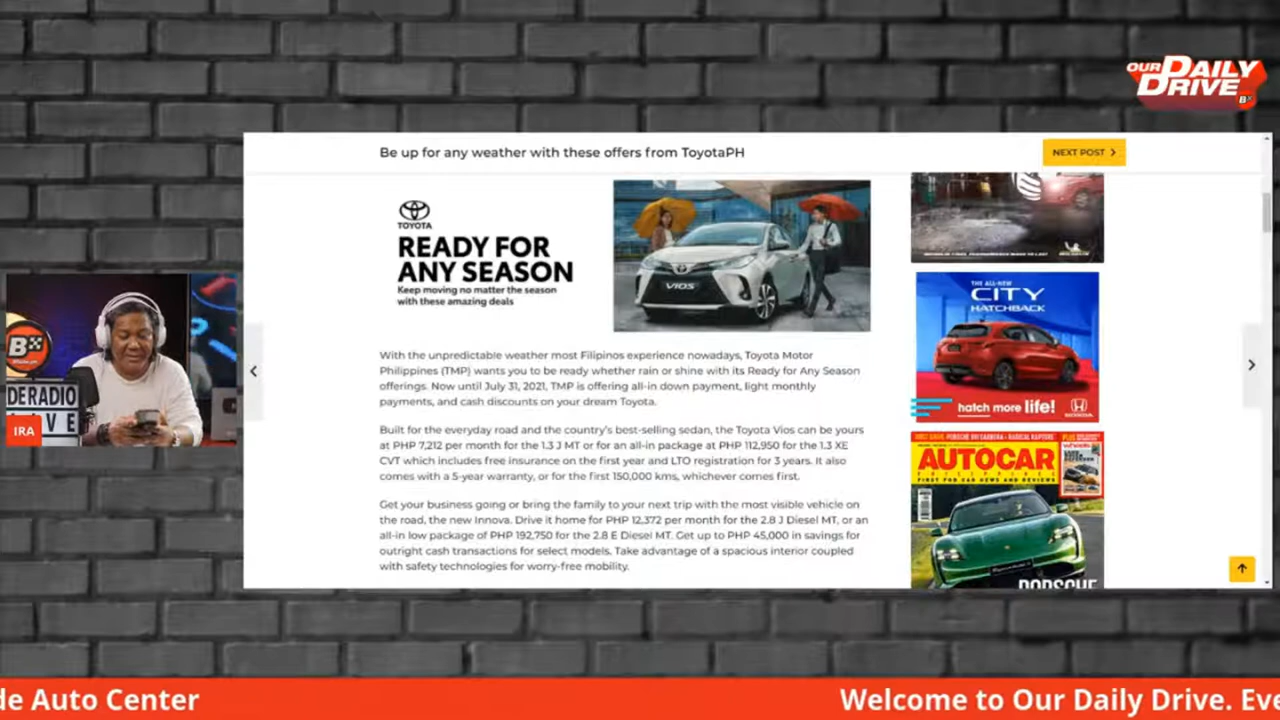 OUR DAILY
DRIVE
Be up for any weather with these offers from ToyotaPH
NEXT POST
TOYOTA
READY FOR
ANY SEASON
Keep moving no matter the season
with these amazing deals
VIOS
With the unpredictable weather most Filipinos experience nowadays, Toyota Motor
Philippines (TMP) wants you to be ready whether rain or shine with its Ready for Any Season
offerings. Now until July 31, 2021, TMP is offering all-in down payment, light monthly
payments, and cash discounts on your dream Toyota.
Built for the everyday road and the country's best-selling sedan, the Toyota Vios can be yours
at PHP 7,212 per month for the 1.3 J MT or for an all-in package at PHP 112,950 for the 1.3 XE
CVT which includes free insurance on the first year and LTO registration for 3 years. It also
comes with a 5-year warranty, or for the first 150,000 kms, whichever comes first.
Get your business going or bring the family to your next trip with the most visible vehicle on
the road, the new Innova. Drive it home for PHP 12,372 per month for the 2.8 J Diesel MT, or an
all-in low package of PHP 192,750 for the 2.8 E Diesel MT. Get up to PHP 45,000 in savings for
outright cash transactions for select models. Take advantage of a spacious interior coupled
with safety technologies for worry-free mobility.
THE ALL-NEW
CITY
HATCHBACK
hatch more life!
HONDA
AUTOCAR
PHILIPPINES
FIRST FOR CAR NEWS AND REVIEWS
PORSCHE
DERADIO
IVE
IRA
de Auto Center
Welcome to Our Daily Drive. Eve